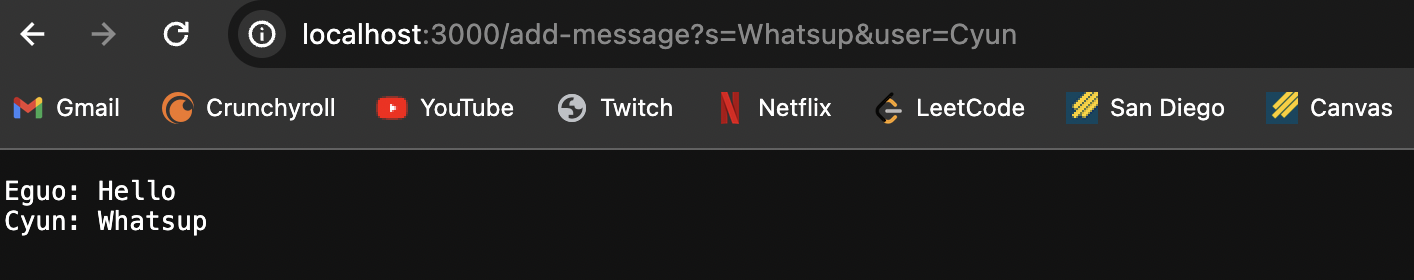 localhost:3000/add-message?s=Whatsup&user=Cyun
Gmail Crunchyroll YouTube Twitch Netflix LeetCode San Diego Canvas
Eguo: Hello
Cyun: Whatsup